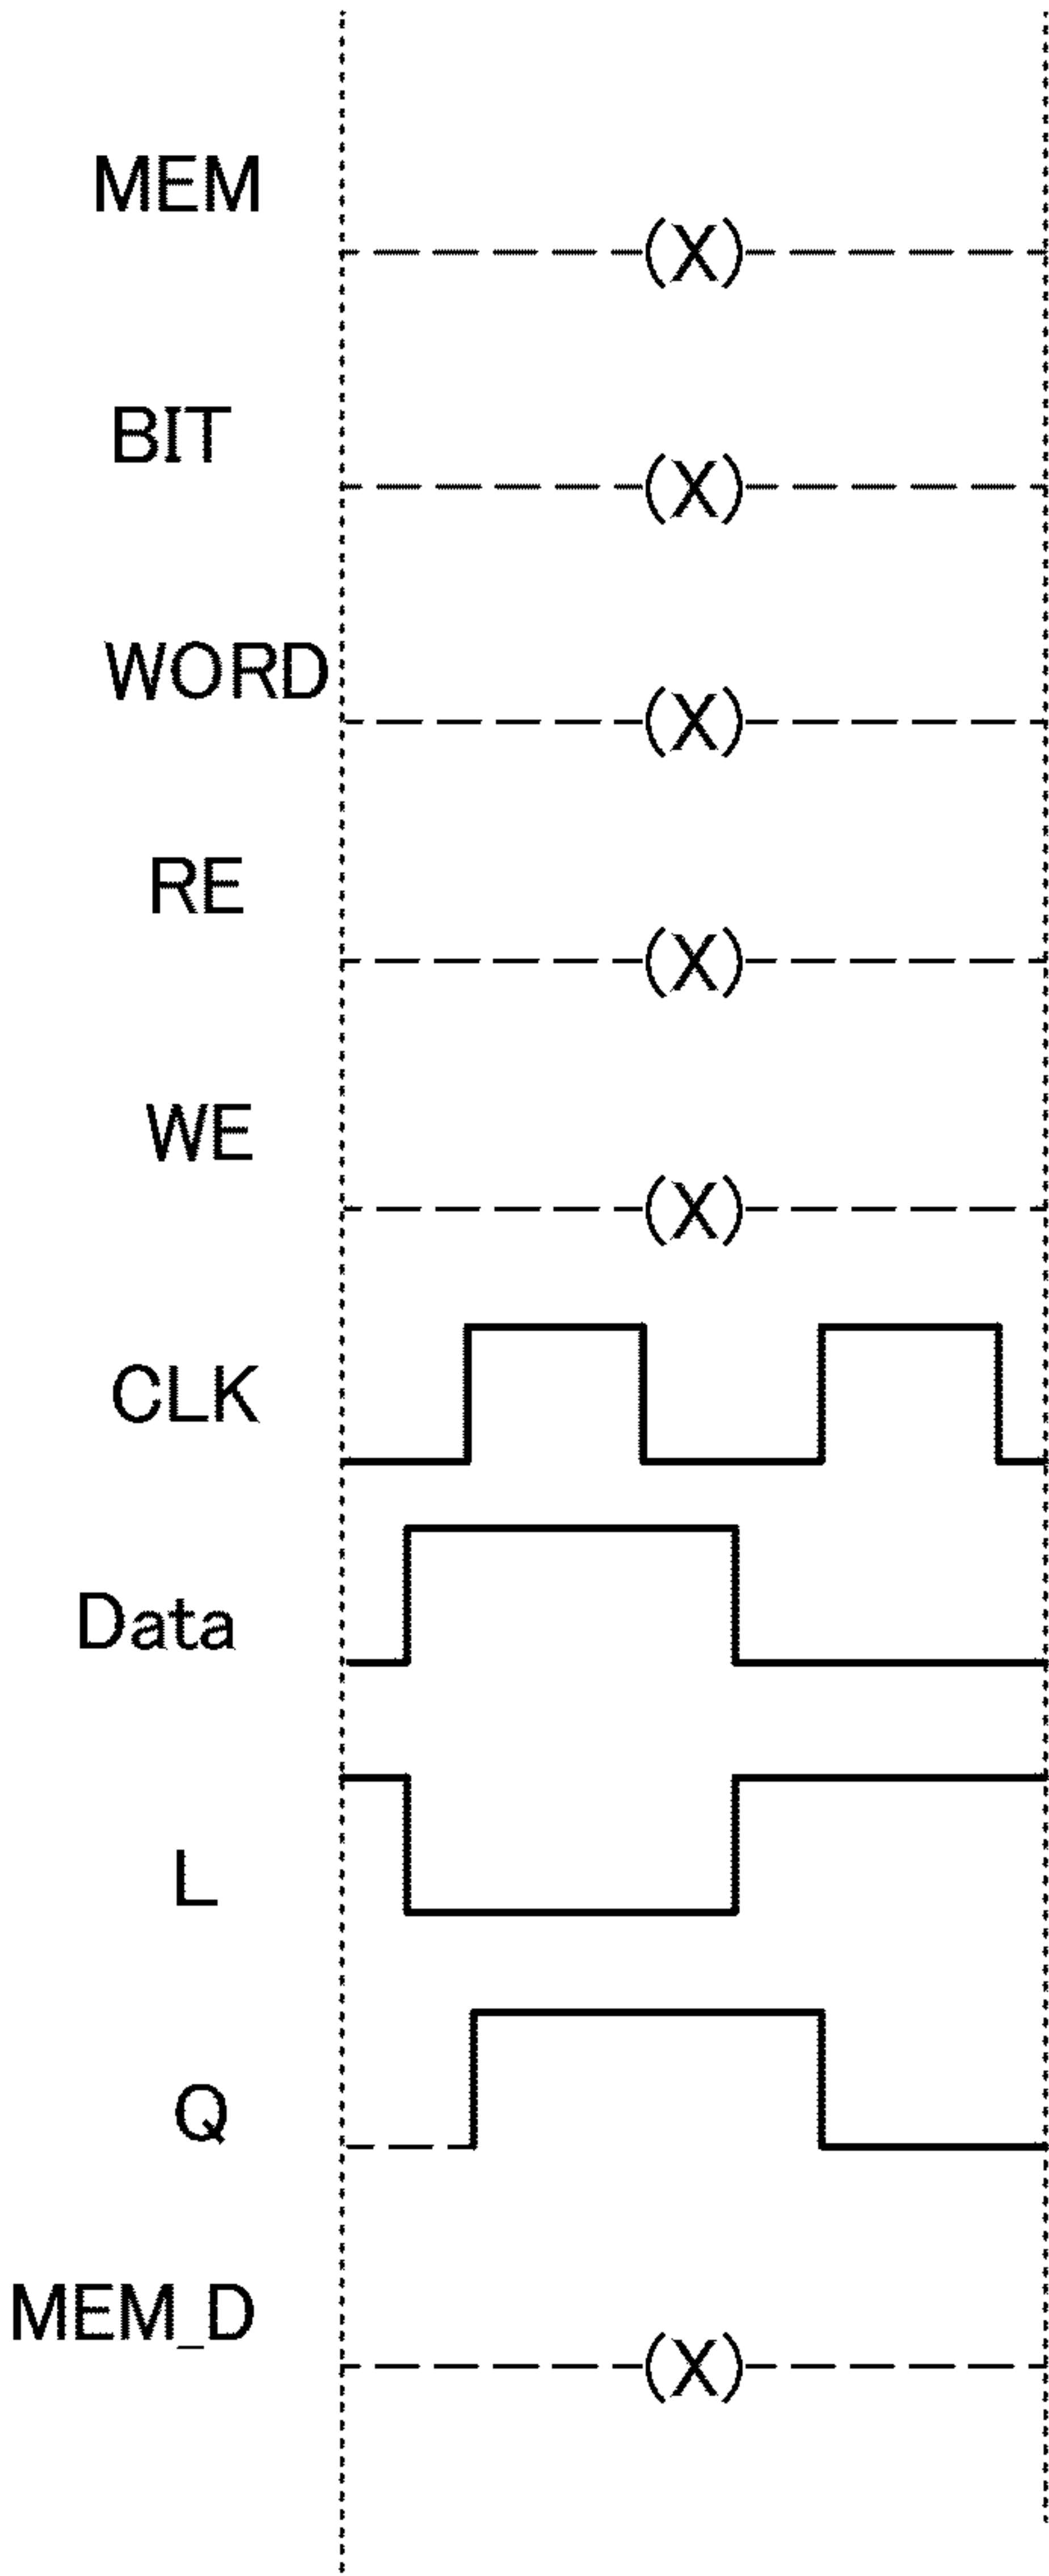 MEM
(X)
BIT
(X)
WORD
(X)
RE
(X)
WE
(X)
CLK
Data
L
Q
MEM_D
(X)